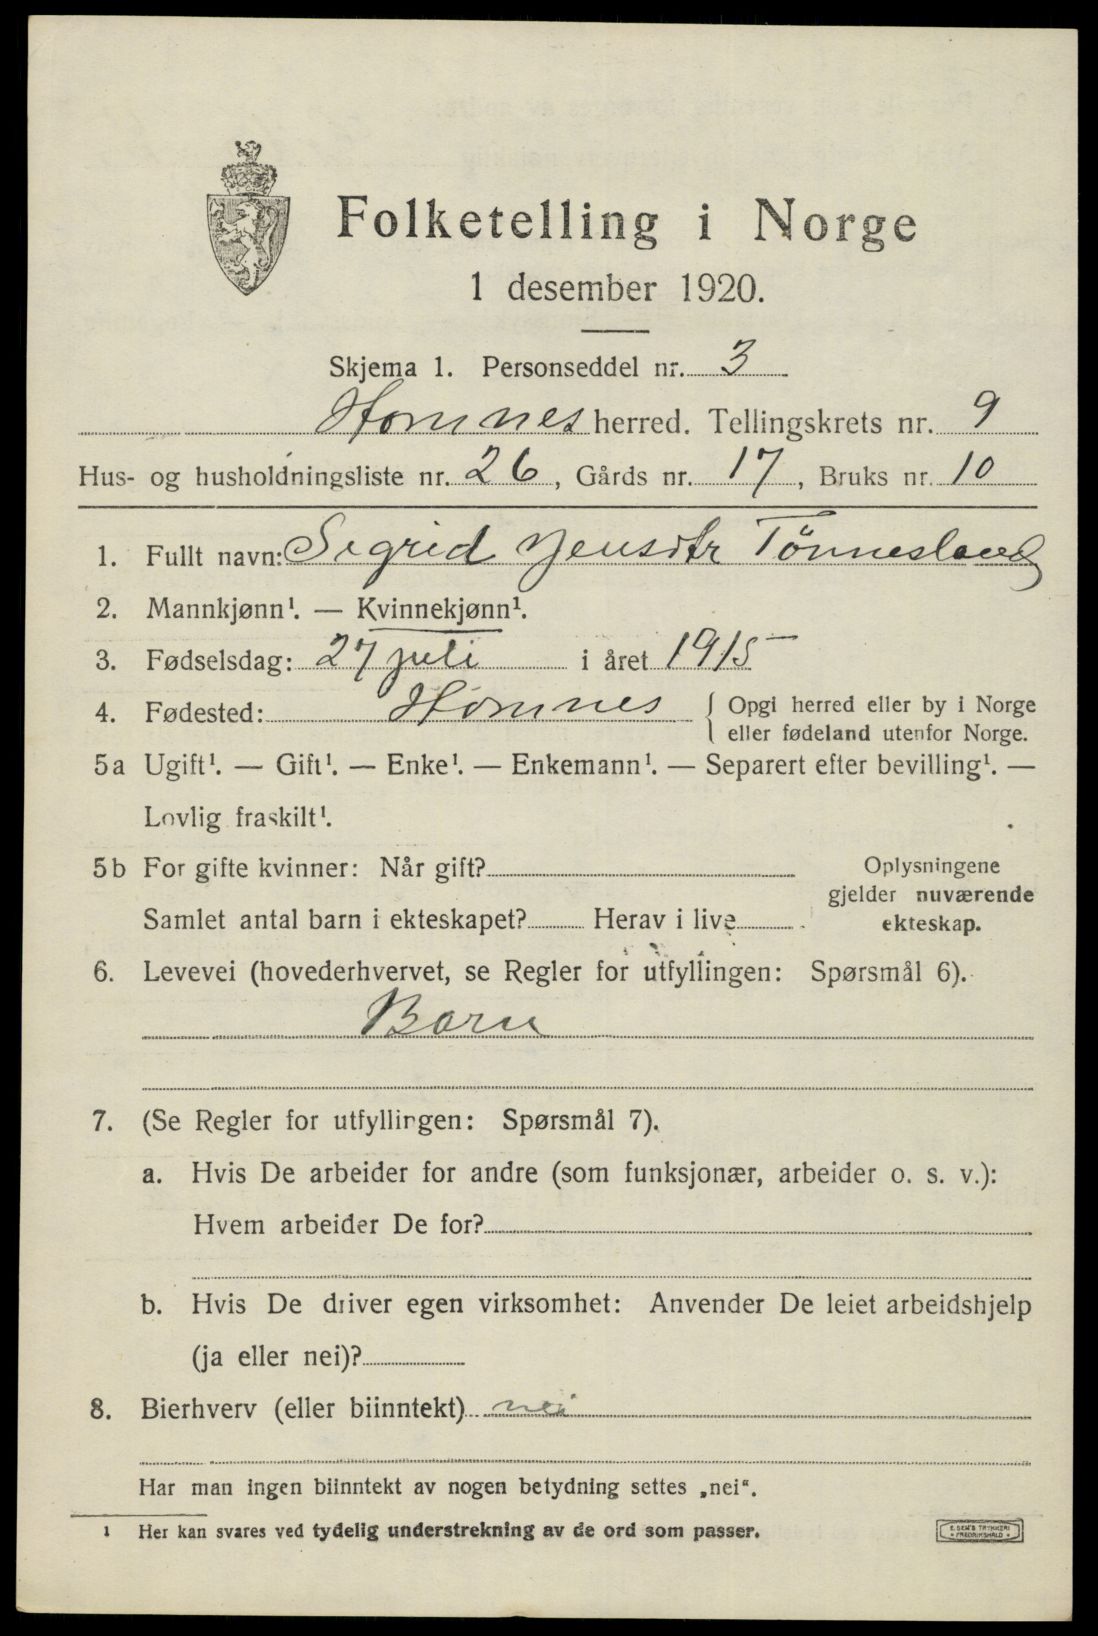 Folketelling i Norge
1 desember 1920.
Skjema 1. Personseddel nr. 3
Homnes herred. Tellingskrets nr. 9
Hus- og husholdningsliste nr. 26, Gårds nr. 17, Bruks nr. 10
1. Fullt navn: Sigrid Jensdtr Tönnesland
2. Mannkjønn¹. — Kvinnekjønn¹.
3. Fødselsdag: 27 juli i året 1915
4. Fødested: Homnes { Opgi herred eller by i Norge
eller fødeland utenfor Norge.
5a Ugift¹. — Gift¹. — Enke¹. — Enkemann¹. — Separert efter bevilling¹. —
Lovlig fraskilt¹.
5b For gifte kvinner: Når gift?
Samlet antal barn i ekteskapet? Herav i live
Oplysningene
gjelder nuværende
ekteskap.
6. Levevei (hovederhvervet, se Regler for utfyllingen: Spørsmål 6).
Barn
7. (Se Regler for utfyllingen: Spørsmål 7).
a. Hvis De arbeider for andre (som funksjonær, arbeider o. s. v.):
Hvem arbeider De for?
b. Hvis De driver egen virksomhet: Anvender De leiet arbeidshjelp
(ja eller nei)?
8. Bierhverv (eller biinntekt) nei
Har man ingen biinntekt av nogen betydning settes „nei“.
¹ Her kan svares ved tydelig understrekning av de ord som passer.
E. SEM'S TRYKKERI
FREDRIKSHALD